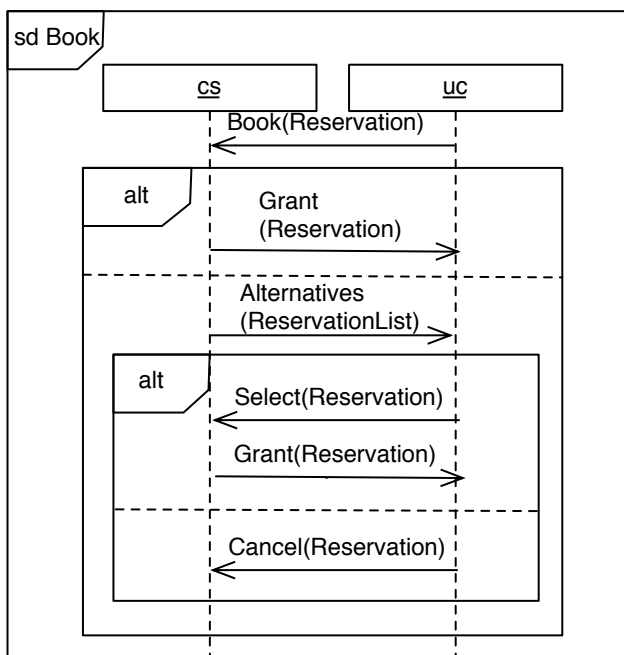 sd Book
cs
uc
Book(Reservation)
alt
Grant
(Reservation)
Alternatives
(ReservationList)
alt
Select(Reservation)
Grant(Reservation)
Cancel(Reservation)